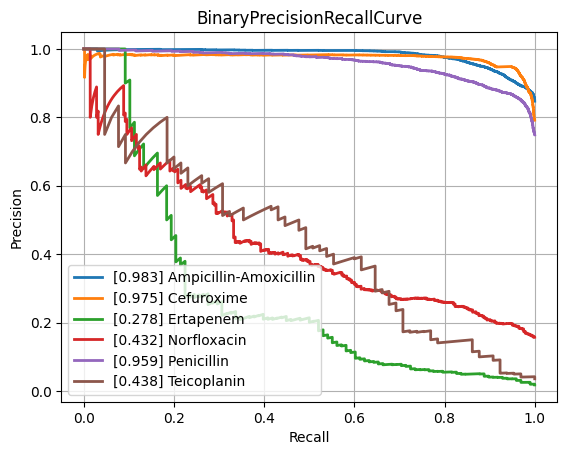 BinaryPrecisionRecallCurve
Precision
1.0
0.8
0.6
0.4
0.2
0.0
[0.983] Ampicillin-Amoxicillin
[0.975] Cefuroxime
[0.278] Ertapenem
[0.432] Norfloxacin
[0.959] Penicillin
[0.438] Teicoplanin
0.0 0.2 0.4 0.6 0.8 1.0
Recall